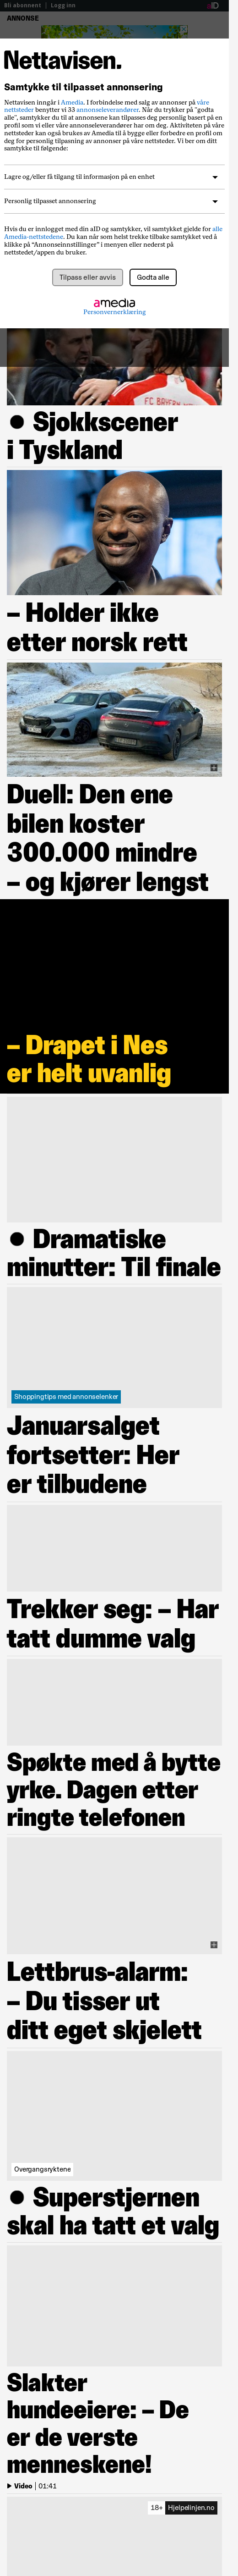 Bli abonnent | Logg inn
aID
ANNONSE
Nettavisen.
Samtykke til tilpasset annonsering
Nettavisen inngår i Amedia. I forbindelse med salg av annonser på våre
nettsteder benytter vi 33 annonseleverandører. Når du trykker på "godta
alle", samtykker du til at annonsene kan tilpasses deg personlig basert på en
profil om deg vi eller våre annonseleverandører har. Annonseleverandøren
i nettverket kan også brukes av Amedia til å bygge eller forbedre en profil om
deg for personlig tilpasning av annonser på våre nettsteder. Vi ber om ditt
samtykke til følgende:
Lagre og/eller få tilgang til informasjon på en enhet
Personlig tilpasset annonsering
Hvis du er innlogget med din aID og samtykker, vil samtykket gjelde for alle
Amedia-nettstedene. Du kan når som helst trekke tilbake samtykket ved å
klikke på “Annonseinnstillinger” i menyen eller nederst på
nettstedet/appen du bruker.
Tilpass eller avvis
Godta alle
amedia
Personvernerklæring
FC BAYERN
Sjokkscener
i Tyskland
– Holder ikke
etter norsk rett
Duell: Den ene
bilen koster
300.000 mindre
– og kjører lengst
– Drapet i Nes
er helt uvanlig
Dramatiske
minutter: Til finale
Shoppingtips med annonselenker
Januarsalget
fortsetter: Her
er tilbudene
Trekker seg: – Har
tatt dumme valg
Spøkte med å bytte
yrke. Dagen etter
ringte telefonen
Lettbrus-alarm:
– Du tisser ut
ditt eget skjelett
Overgangsryktene
Superstjernen
skal ha tatt et valg
Slakter
hundeeiere: – De
er de verste
menneskene!
Video | 01:41
18+ Hjelpelinjen.no